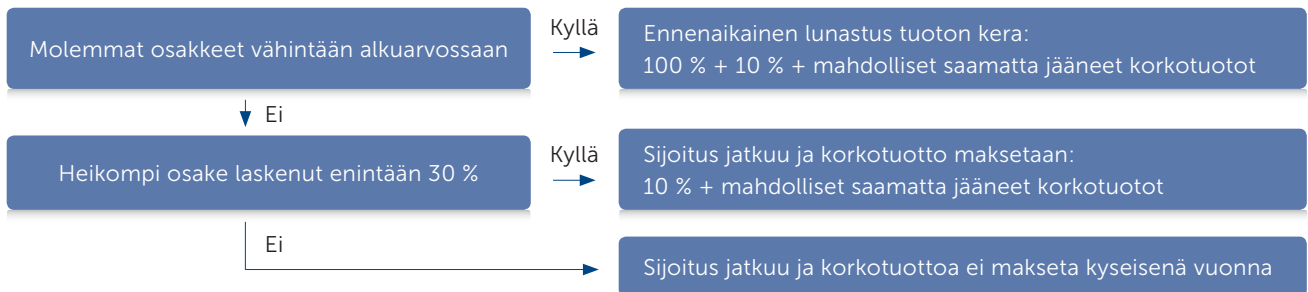 Molemmat osakkeet vähintään alkuarvossaan
Kyllä
Ennenaikainen lunastus tuoton kera:
100 % + 10 % + mahdolliset saamatta jääneet korkotuotot
Ei
Heikompi osake laskenut enintään 30 %
Kyllä
Sijoitus jatkuu ja korkotuotto maksetaan:
10 % + mahdolliset saamatta jääneet korkotuotot
Ei
Sijoitus jatkuu ja korkotuottoa ei makseta kyseisenä vuonna